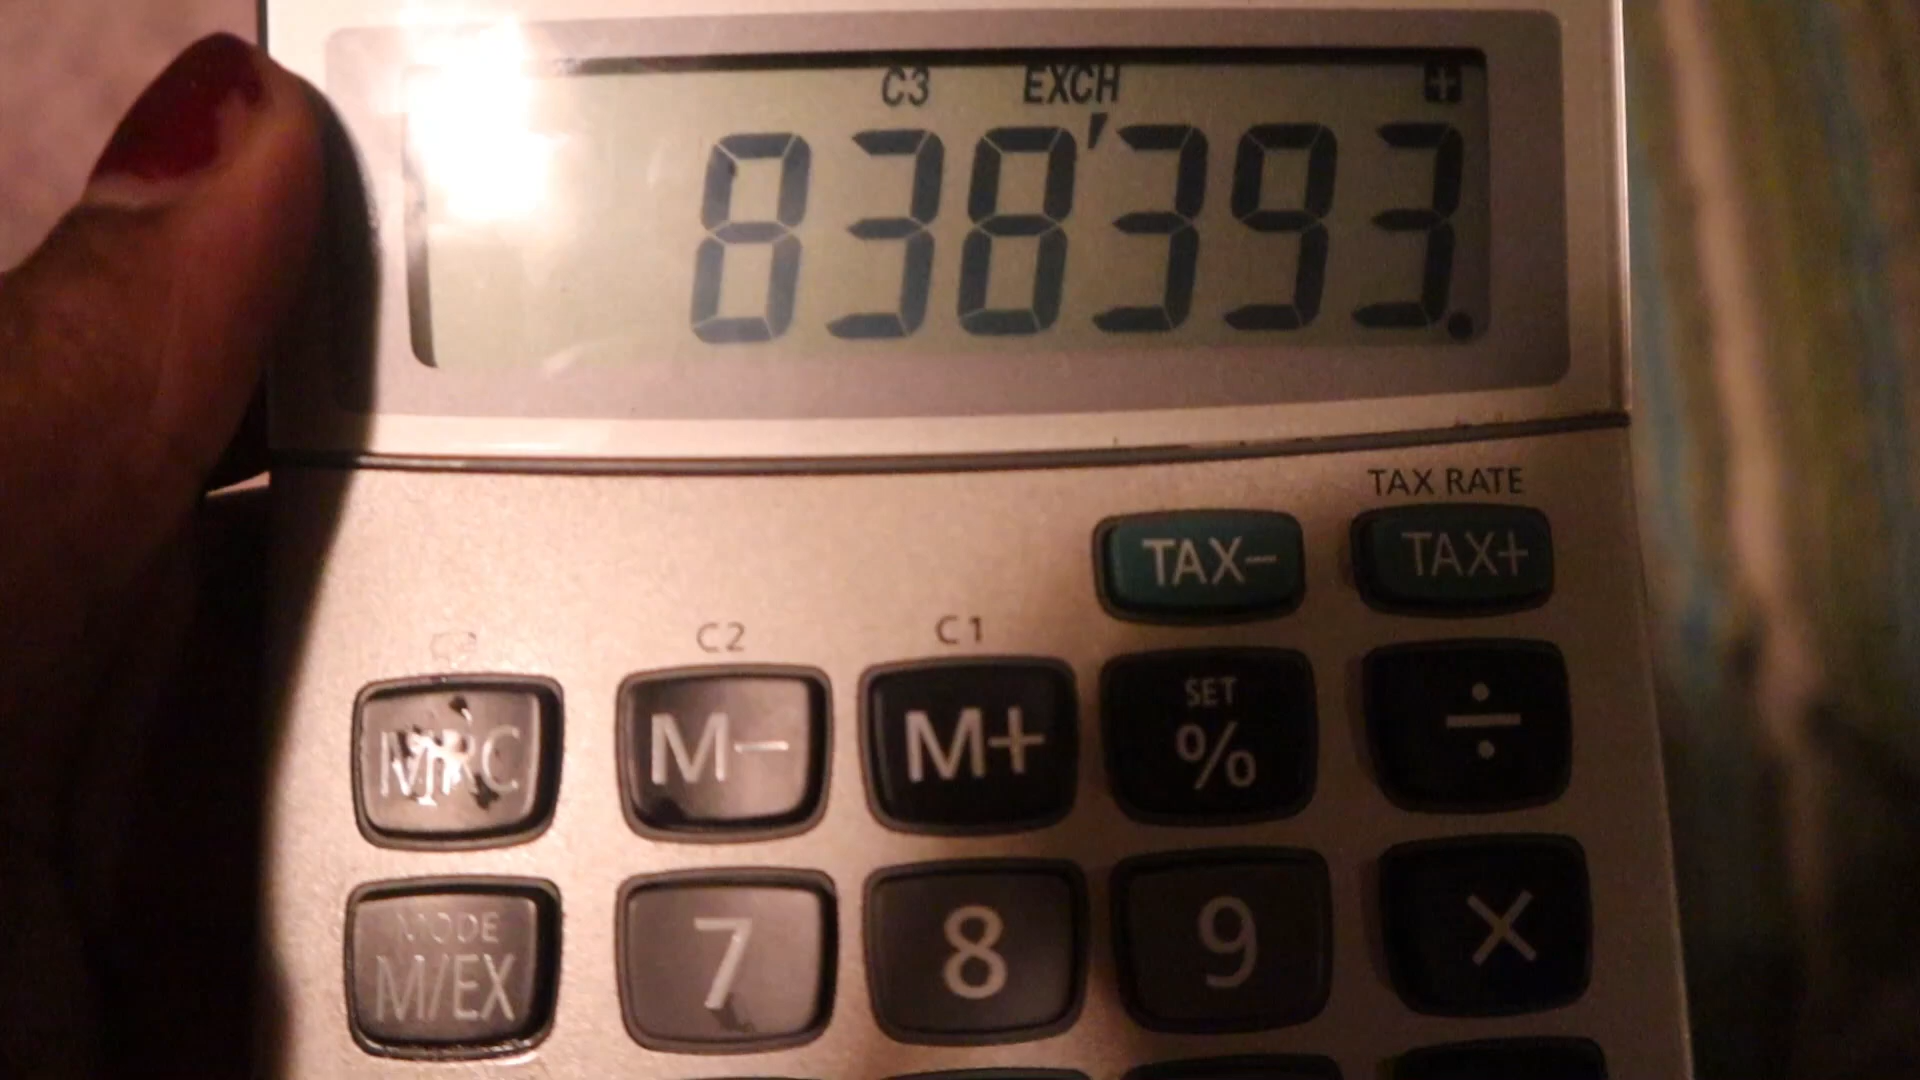 C3 EXCH +
838'393.
TAX RATE
TAX− TAX+
C2 C1
MRC M− M+ SET % ÷
MODE
M/EX 7 8 9 ×